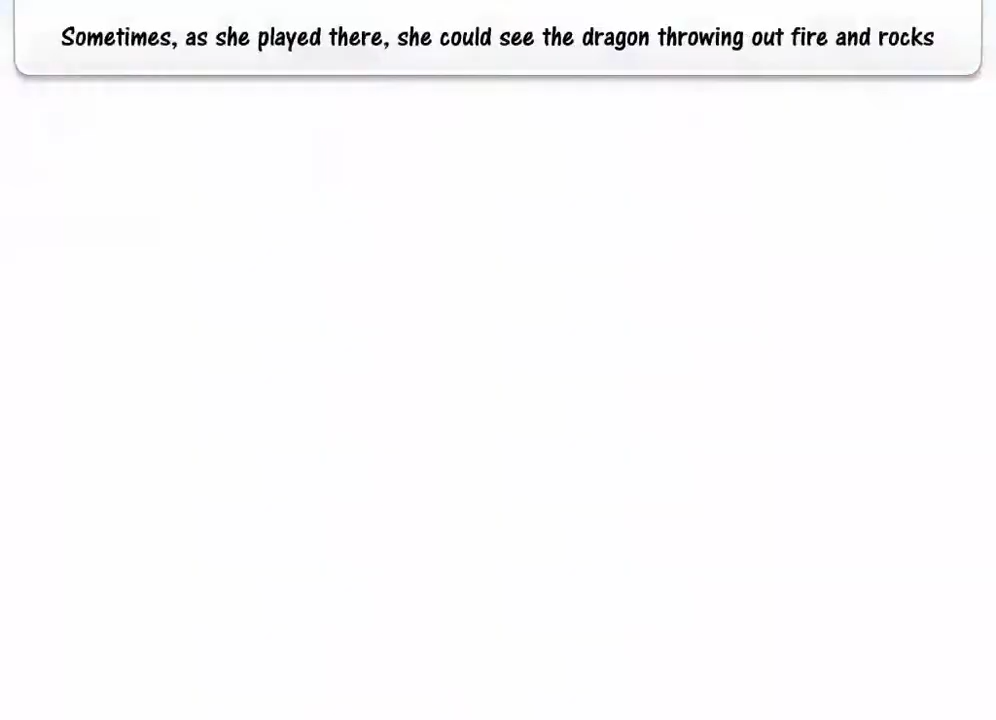 Sometimes, as she played there, she could see the dragon throwing out fire and rocks